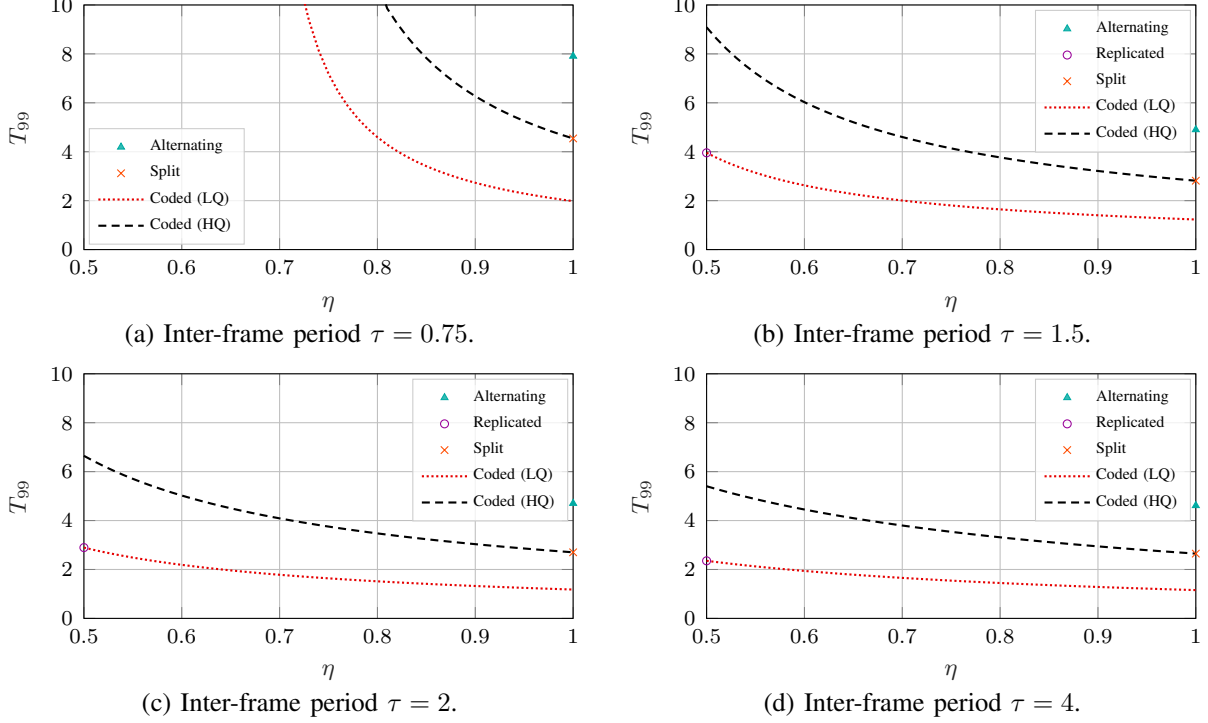 10
8
6
4
2
0
T99
Alternating
Split
Coded (LQ)
Coded (HQ)
0.5 0.6 0.7 0.8 0.9 1
η
(a) Inter-frame period τ = 0.75.
10
8
6
4
2
0
T99
Alternating
Replicated
Split
Coded (LQ)
Coded (HQ)
0.5 0.6 0.7 0.8 0.9 1
η
(b) Inter-frame period τ = 1.5.
10
8
6
4
2
0
T99
Alternating
Replicated
Split
Coded (LQ)
Coded (HQ)
0.5 0.6 0.7 0.8 0.9 1
η
(c) Inter-frame period τ = 2.
10
8
6
4
2
0
T99
Alternating
Replicated
Split
Coded (LQ)
Coded (HQ)
0.5 0.6 0.7 0.8 0.9 1
η
(d) Inter-frame period τ = 4.